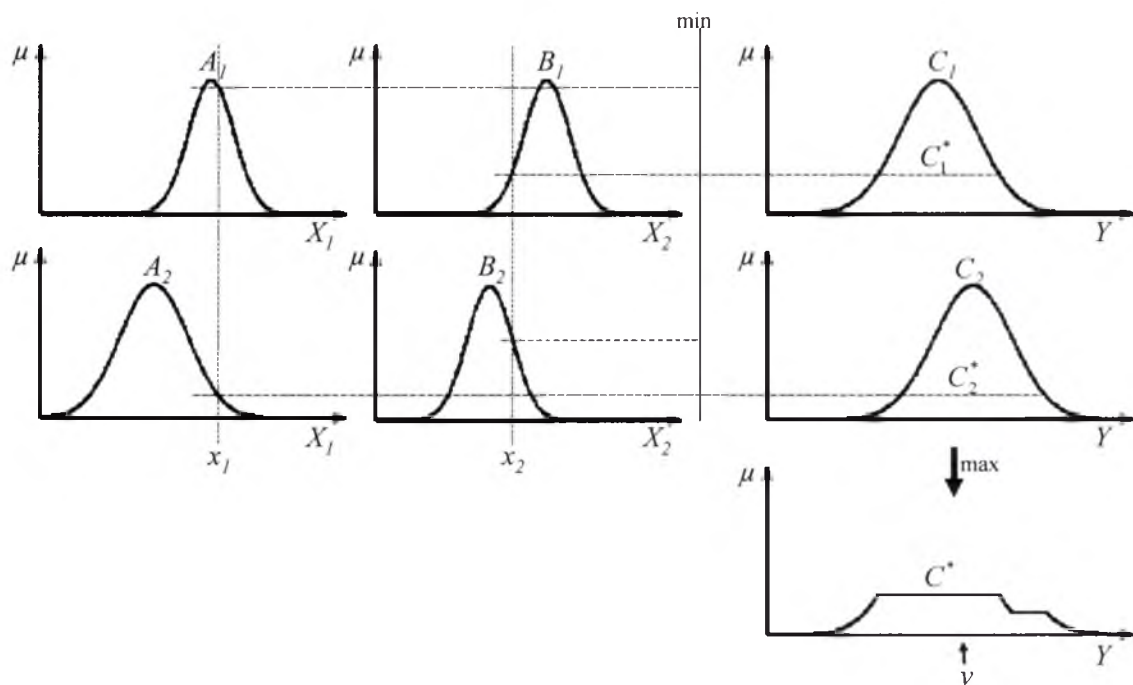 min
μ A₁ μ B₁ μ C₁
C₁*
X₁ X₂ Y
μ A₂ μ B₂ μ C₂
C₂*
X₁ X₂ Y
x₁ x₂
max
μ
C*
Y
y